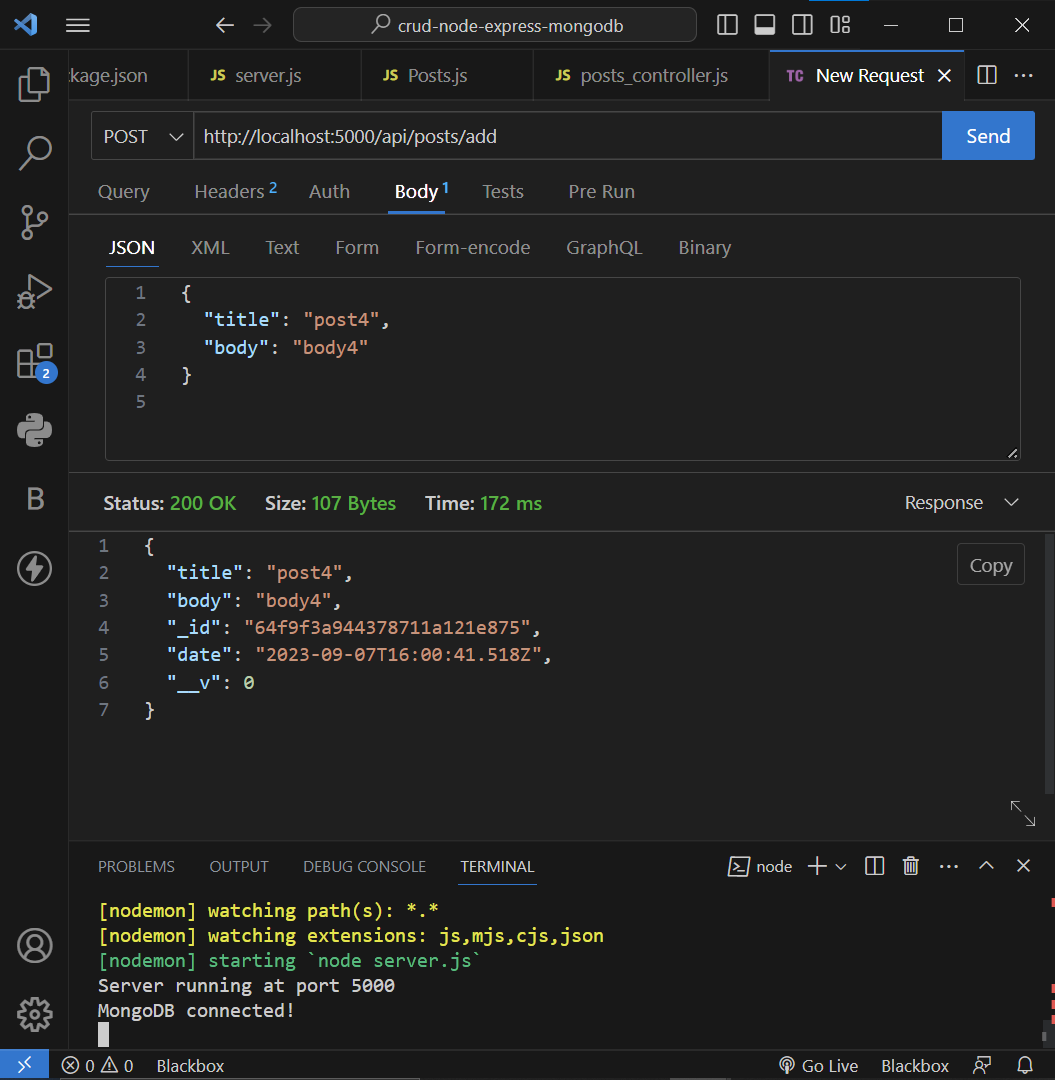 crud-node-express-mongodb
kage.json JS server.js JS Posts.js JS posts_controller.js TC New Request
POST http://localhost:5000/api/posts/add Send
Query Headers 2 Auth Body 1 Tests Pre Run
JSON XML Text Form Form-encode GraphQL Binary
1 {
2 "title": "post4",
3 "body": "body4"
4 }
5
2
B
Status: 200 OK Size: 107 Bytes Time: 172 ms Response
Copy
1 {
2 "title": "post4",
3 "body": "body4",
4 "_id": "64f9f3a944378711a121e875",
5 "date": "2023-09-07T16:00:41.518Z",
6 "__v": 0
7 }
PROBLEMS OUTPUT DEBUG CONSOLE TERMINAL node
[nodemon] watching path(s): *.*
[nodemon] watching extensions: js,mjs,cjs,json
[nodemon] starting `node server.js`
Server running at port 5000
MongoDB connected!
0 0 Blackbox Go Live Blackbox